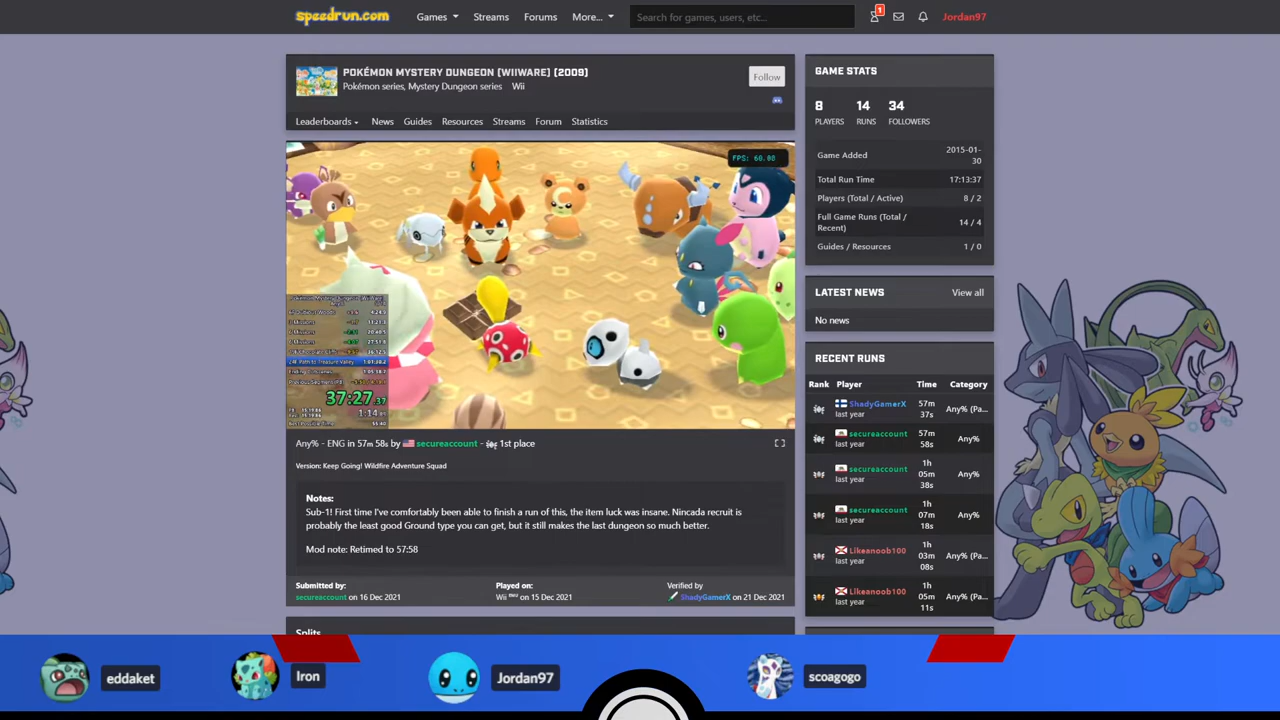 speedrun.com Games Streams Forums More... Search for games, users, etc... 1 Jordan97
POKÉMON MYSTERY DUNGEON (WIIWARE) (2009)
Pokémon series, Mystery Dungeon series Wii
Follow
Leaderboards News Guides Resources Streams Forum Statistics
FPS: 60.00
37:27.37
Any% - ENG in 57m 58s by secureaccount - 1st place
Version: Keep Going! Wildfire Adventure Squad
Notes:
Sub-1! First time I've comfortably been able to finish a run of this, the item luck was insane. Nincada recruit is
probably the least good Ground type you can get, but it still makes the last dungeon so much better.
Mod note: Retimed to 57:58
Submitted by: Played on: Verified by
secureaccount on 16 Dec 2021 Wii EMU on 15 Dec 2021 ShadyGamerX on 21 Dec 2021
Splits
GAME STATS
8 14 34
PLAYERS RUNS FOLLOWERS
Game Added 2015-01-
30
Total Run Time 17:13:37
Players (Total / Active) 8 / 2
Full Game Runs (Total / 14 / 4
Recent)
Guides / Resources 1 / 0
LATEST NEWS View all
No news
RECENT RUNS
Rank Player Time Category
ShadyGamerX 57m Any% (Pa...
last year 37s
secureaccount 57m Any%
last year 58s
secureaccount 1h Any%
last year 05m
38s
secureaccount 1h Any%
last year 07m
18s
Likeanoob100 1h Any% (Pa...
last year 03m
08s
Likeanoob100 1h Any% (Pa...
last year 05m
11s
eddaket Iron Jordan97 scoagogo